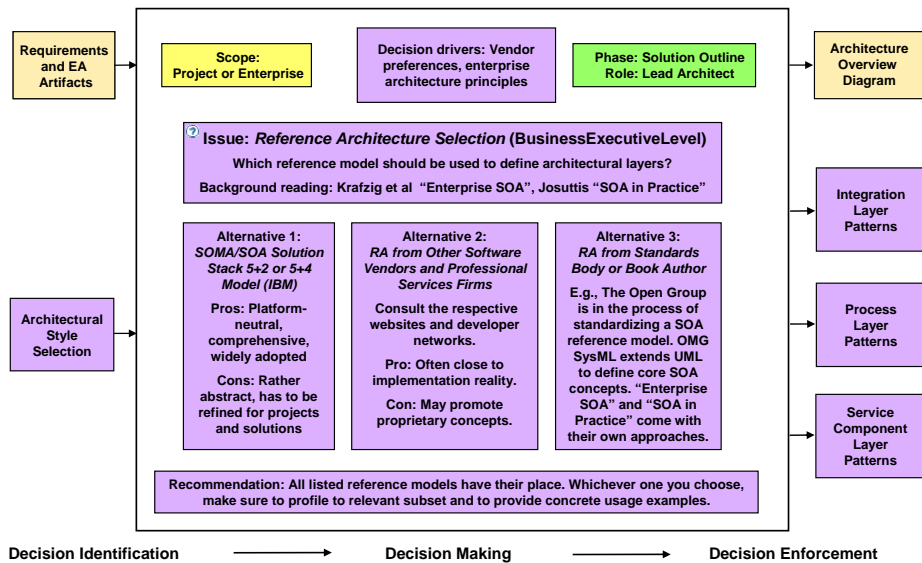 Requirements
and EA
Artifacts
Scope:
Project or Enterprise
Decision drivers: Vendor
preferences, enterprise
architecture principles
Phase: Solution Outline
Role: Lead Architect
Architecture
Overview
Diagram
? Issue: Reference Architecture Selection (BusinessExecutiveLevel)
Which reference model should be used to define architectural layers?
Background reading: Krafzig et al “Enterprise SOA”, Josuttis “SOA in Practice”
Integration
Layer
Patterns
Architectural
Style
Selection
Alternative 1:
SOMA/SOA Solution
Stack 5+2 or 5+4
Model (IBM)
Pros: Platform-
neutral,
comprehensive,
widely adopted
Cons: Rather
abstract, has to be
refined for projects
and solutions
Alternative 2:
RA from Other Software
Vendors and Professional
Services Firms
Consult the respective
websites and developer
networks.
Pro: Often close to
implementation reality.
Con: May promote
proprietary concepts.
Alternative 3:
RA from Standards
Body or Book Author
E.g., The Open Group
is in the process of
standardizing a SOA
reference model. OMG
SysML extends UML
to define core SOA
concepts. “Enterprise
SOA” and “SOA in
Practice” come with
their own approaches.
Process
Layer
Patterns
Service
Component
Layer
Patterns
Recommendation: All listed reference models have their place. Whichever one you choose,
make sure to profile to relevant subset and to provide concrete usage examples.
Decision Identification
Decision Making
Decision Enforcement